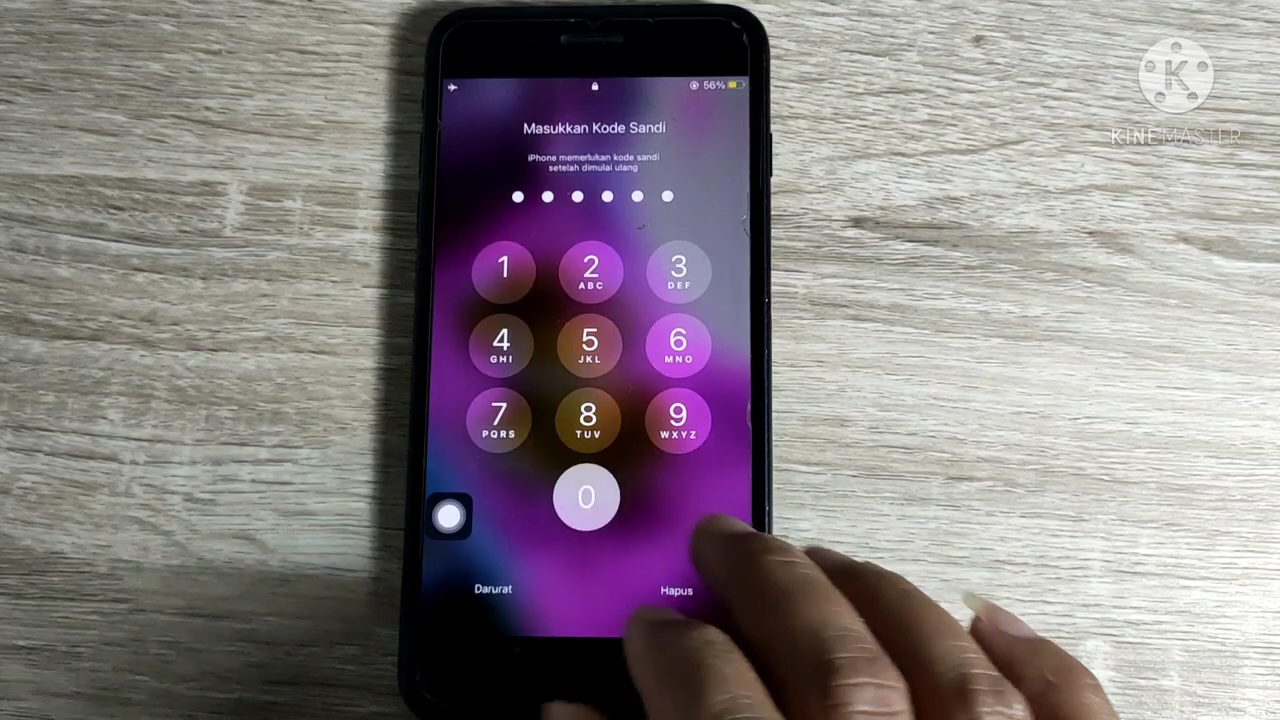 56%
Masukkan Kode Sandi
iPhone memerlukan kode sandi
setelah dimulai ulang
1 2 3
ABC DEF
4 5 6
GHI JKL MNO
7 8 9
PQRS TUV WXYZ
0
Darurat Hapus
K
KINEMASTER